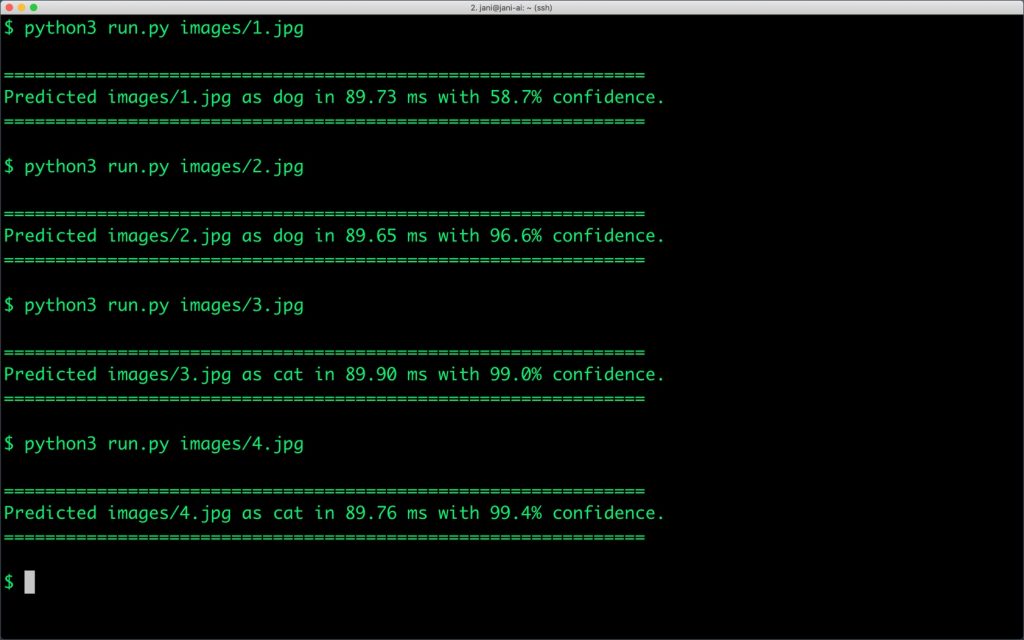 2. jani@jani-ai: ~ (ssh)
$ python3 run.py images/1.jpg
==============================================================
Predicted images/1.jpg as dog in 89.73 ms with 58.7% confidence.
==============================================================
$ python3 run.py images/2.jpg
==============================================================
Predicted images/2.jpg as dog in 89.65 ms with 96.6% confidence.
==============================================================
$ python3 run.py images/3.jpg
==============================================================
Predicted images/3.jpg as cat in 89.90 ms with 99.0% confidence.
==============================================================
$ python3 run.py images/4.jpg
==============================================================
Predicted images/4.jpg as cat in 89.76 ms with 99.4% confidence.
==============================================================
$